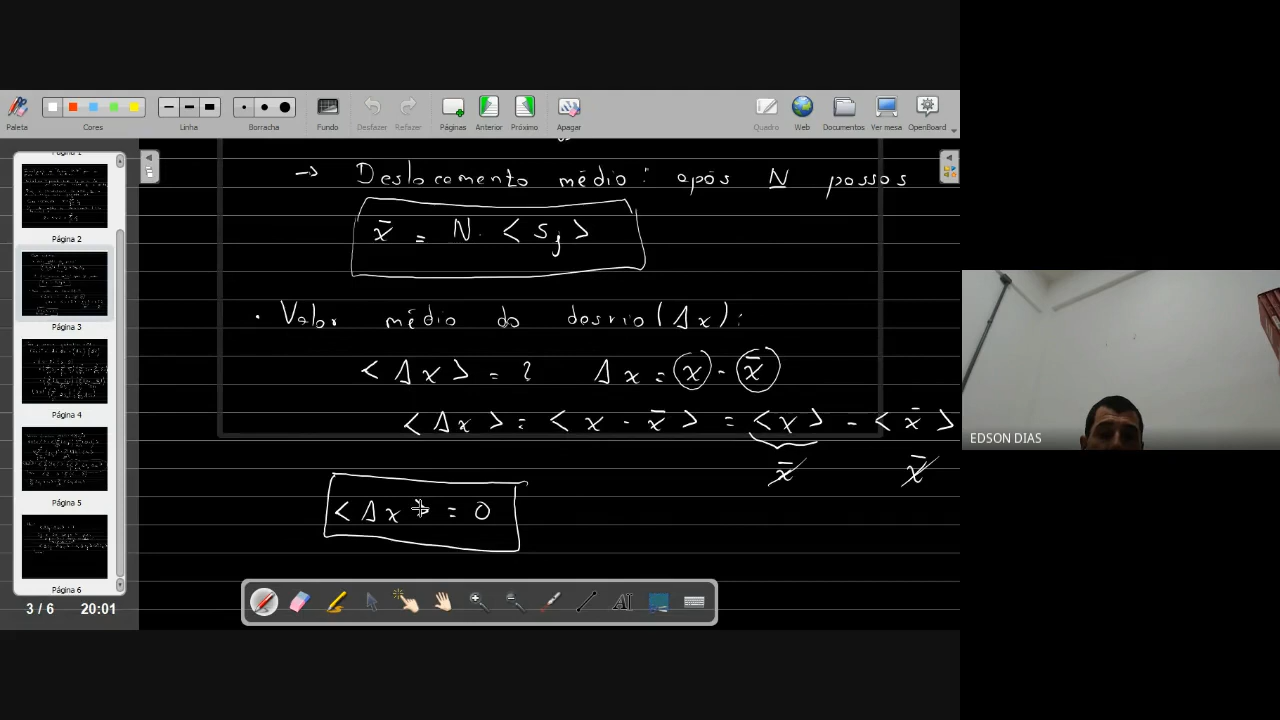 Paleta Cores Linha Borracha Fundo Desfazer Refazer Páginas Anterior Próximo Apagar Quadro Web Documentos Ver mesa OpenBoard
→ Deslocamento médio: após N passos
x̄ = N. < sj >
• Valor médio do desvio (Δx):
< Δx > = ? Δx = x - x̄
< Δx > = < x - x̄ > = < x > - < x̄ >
x̄ x̄
< Δx > = 0
Página 2
Página 3
Página 4
Página 5
Página 6
3 / 6 20:01
EDSON DIAS